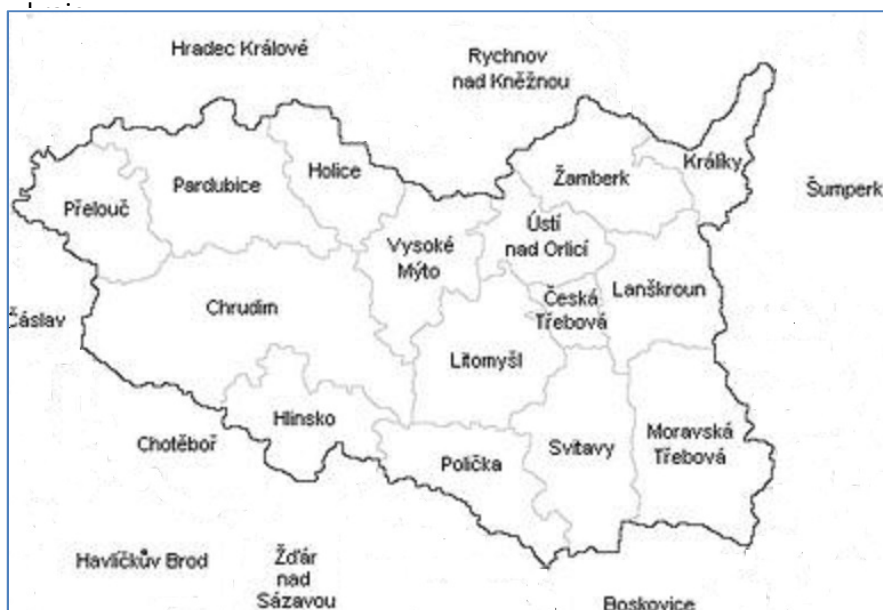 Hradec Králové
Rychnov
nad Kněžnou
Králíky
Holice
Žamberk
Pardubice
Šumperk
Přelouč
Ústí
nad Orlicí
Vysoké
Mýto
Lanškroun
Česká
Třebová
Chrudim
Čáslav
Litomyšl
Hlinsko
Moravská
Třebová
Svitavy
Chotěboř
Polička
Havlíčkův Brod
Žďár
nad
Sázavou
Boskovice